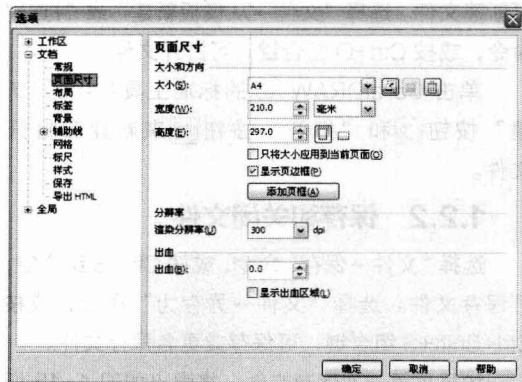 选项
工作区
文档
常规
页面尺寸
布局
标签
背景
辅助线
网格
标尺
样式
保存
导出 HTML
全局
页面尺寸
大小和方向
大小(S): A4
宽度(W): 210.0 毫米
高度(E): 297.0
只将大小应用到当前页面(O)
显示页边框(P)
添加页框(A)
分辨率
渲染分辨率(U) 300 dpi
出血
出血(B): 0.0
显示出血区域(L)
确定 取消 帮助